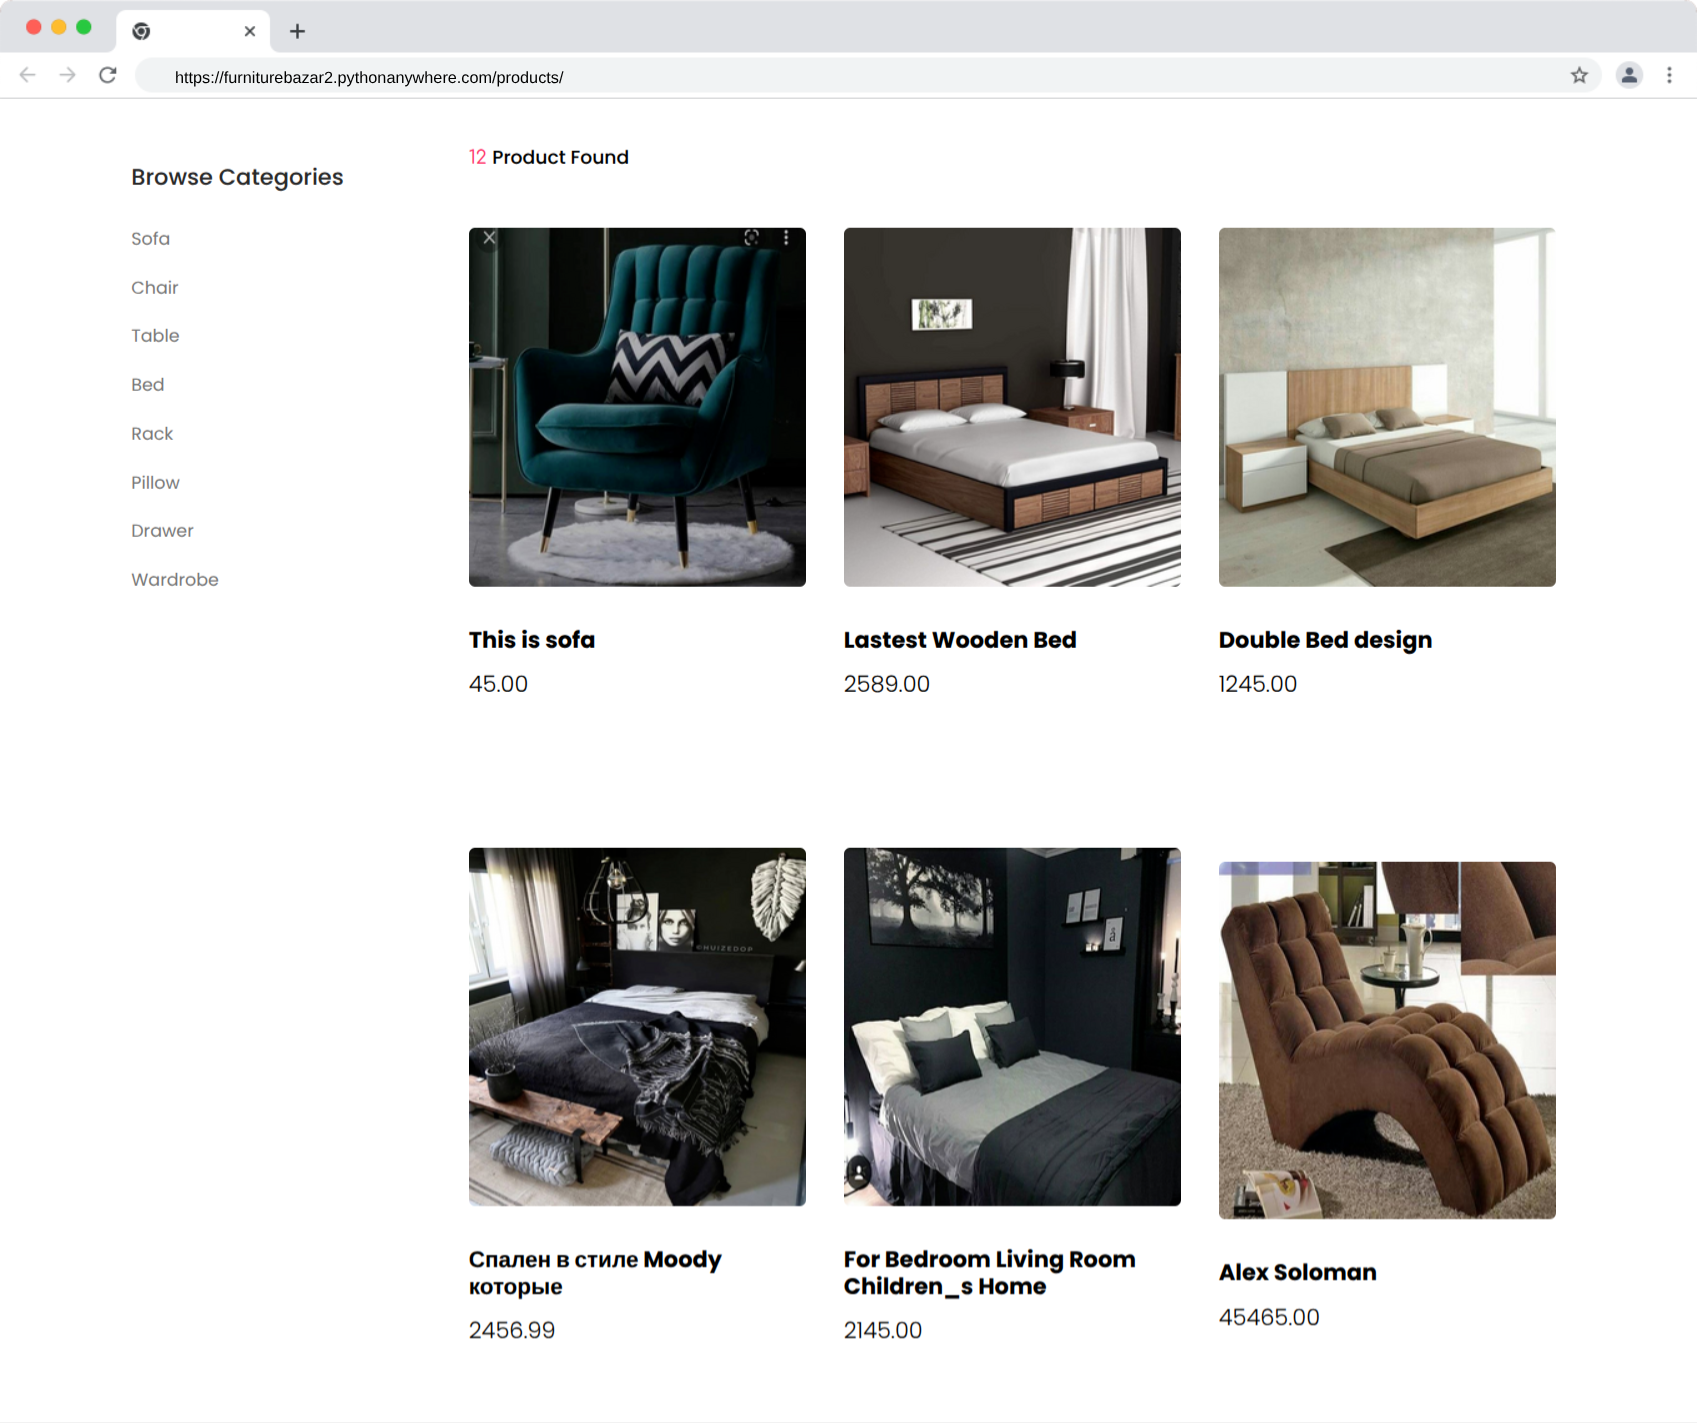 https://furniturebazar2.pythonanywhere.com/products/
12 Product Found
Browse Categories
Sofa
Chair
Table
Bed
Rack
Pillow
Drawer
Wardrobe
This is sofa
45.00
Lastest Wooden Bed
2589.00
Double Bed design
1245.00
©HUIZEDOP
Спален в стиле Moody
которые
2456.99
For Bedroom Living Room
Children_s Home
2145.00
Alex Soloman
45465.00